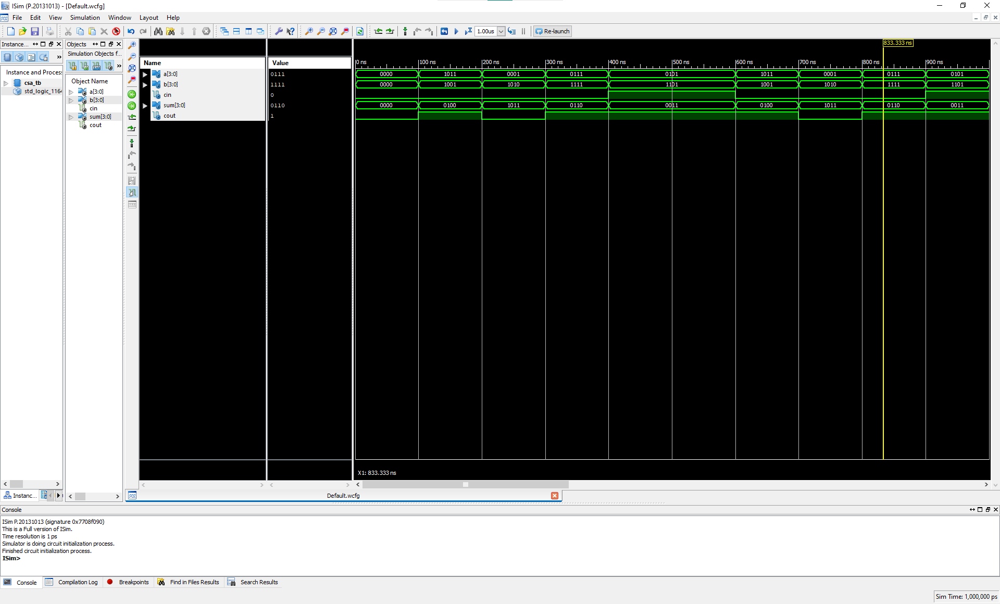 ISim (P.20131013) - [Default.wcfg]
File Edit View Simulation Window Layout Help
1.00us Re-launch
Instance...
Objects
Simulation Objects f...
Instance and Process
csa_tb
std_logic_1164
Object Name
a[3:0]
b[3:0]
cin
sum[3:0]
cout
Name Value
a[3:0] 0111
b[3:0] 1111
cin 0
sum[3:0] 0110
cout 1
833.333 ns
0 ns 100 ns 200 ns 300 ns 400 ns 500 ns 600 ns 700 ns 800 ns 900 ns
0000 1011 0001 0111 0101 1011 0001 0111 0101
0000 1001 1010 1111 1101 1001 1010 1111 1101
0000 0100 1011 0110 0011 0100 1011 0110 0011
X1: 833.333 ns
Instanc...
Default.wcfg
Console
ISim P.20131013 (signature 0x7708f090)
This is a Full version of ISim.
Time resolution is 1 ps
Simulator is doing circuit initialization process.
Finished circuit initialization process.
ISim>
Console Compilation Log Breakpoints Find in Files Results Search Results
Sim Time: 1,000,000 ps